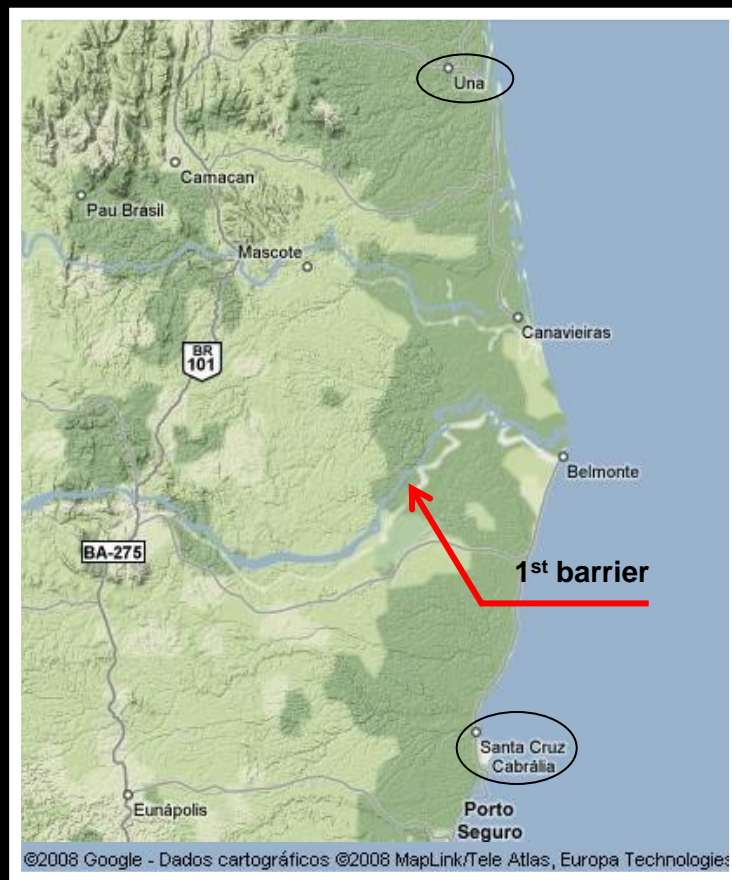 Una
Camacan
Pau Brasil
Mascote
Canavieiras
BR
101
Belmonte
BA-275
1st barrier
Santa Cruz
Cabrália
Eunápolis
Porto
Seguro
©2008 Google - Dados cartográficos ©2008 MapLink/Tele Atlas, Europa Technologies